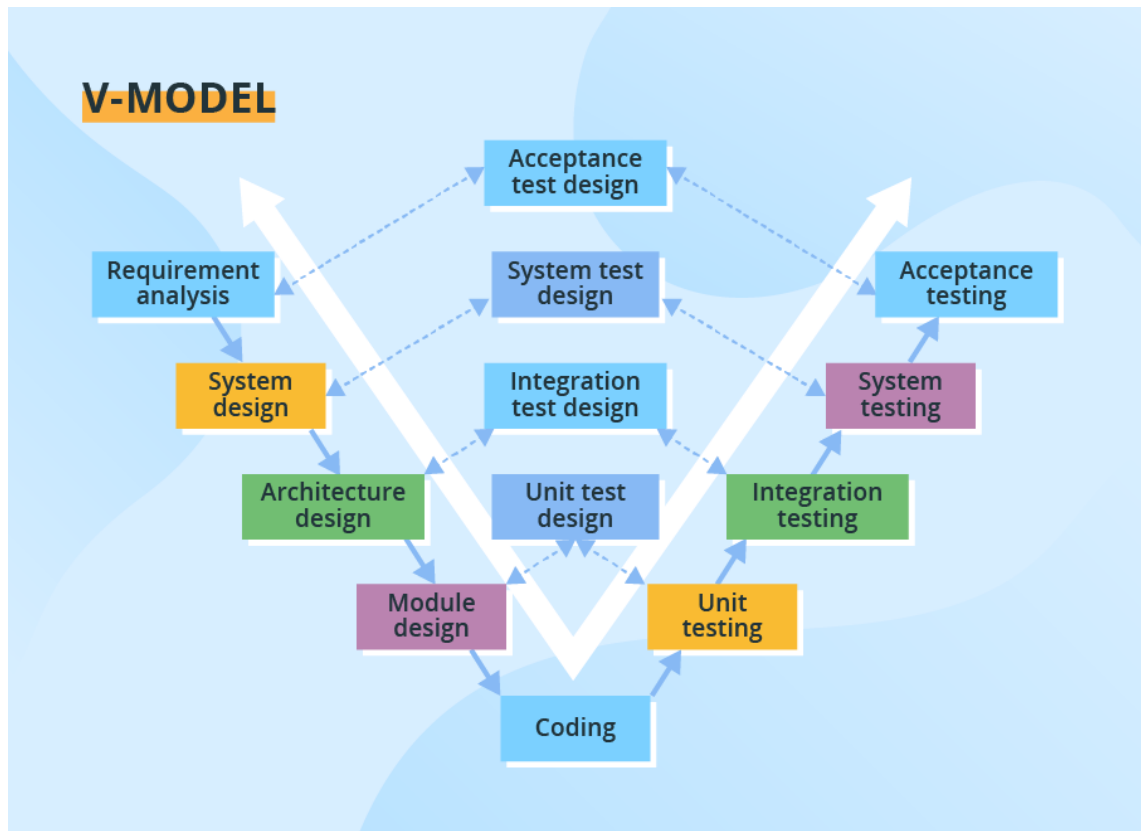 V-MODEL
Acceptance
test design
Requirement
analysis
System test
design
Acceptance
testing
System
design
Integration
test design
System
testing
Architecture
design
Unit test
design
Integration
testing
Module
design
Unit
testing
Coding